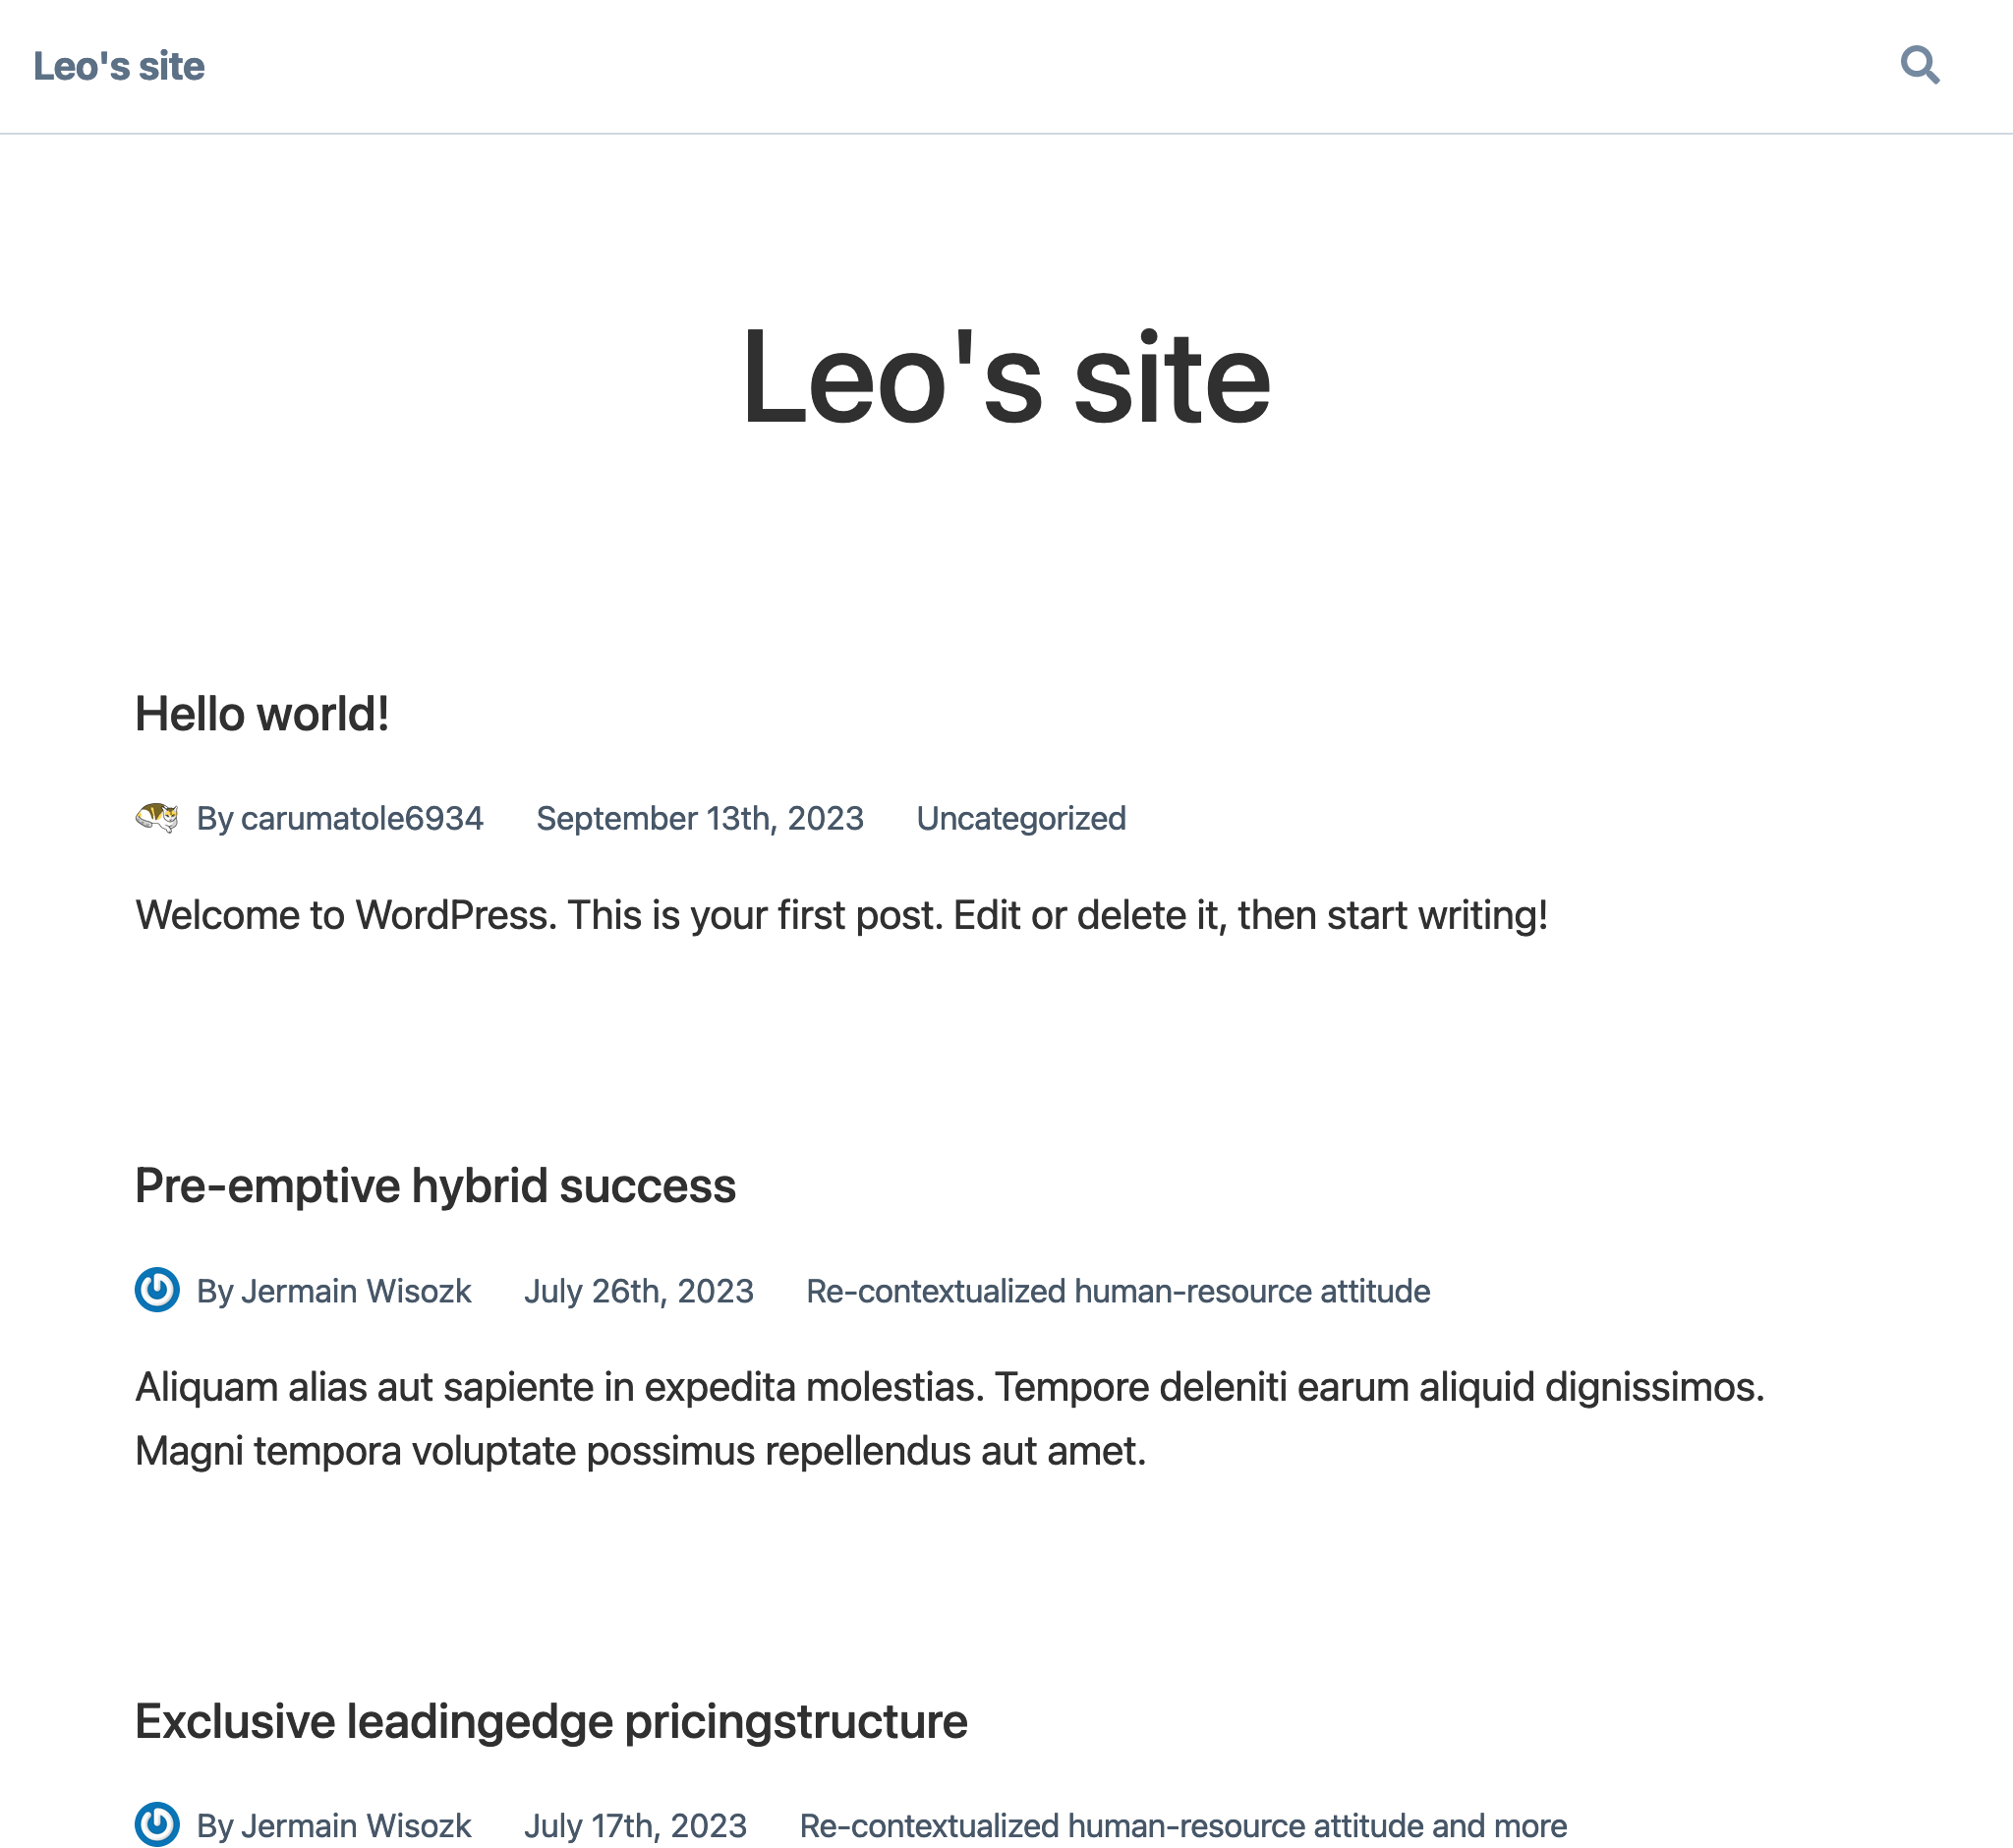 Leo's site
Leo's site
Hello world!
By carumatole6934 September 13th, 2023 Uncategorized
Welcome to WordPress. This is your first post. Edit or delete it, then start writing!
Pre-emptive hybrid success
By Jermain Wisozk July 26th, 2023 Re-contextualized human-resource attitude
Aliquam alias aut sapiente in expedita molestias. Tempore deleniti earum aliquid dignissimos.
Magni tempora voluptate possimus repellendus aut amet.
Exclusive leadingedge pricingstructure
By Jermain Wisozk July 17th, 2023 Re-contextualized human-resource attitude and more